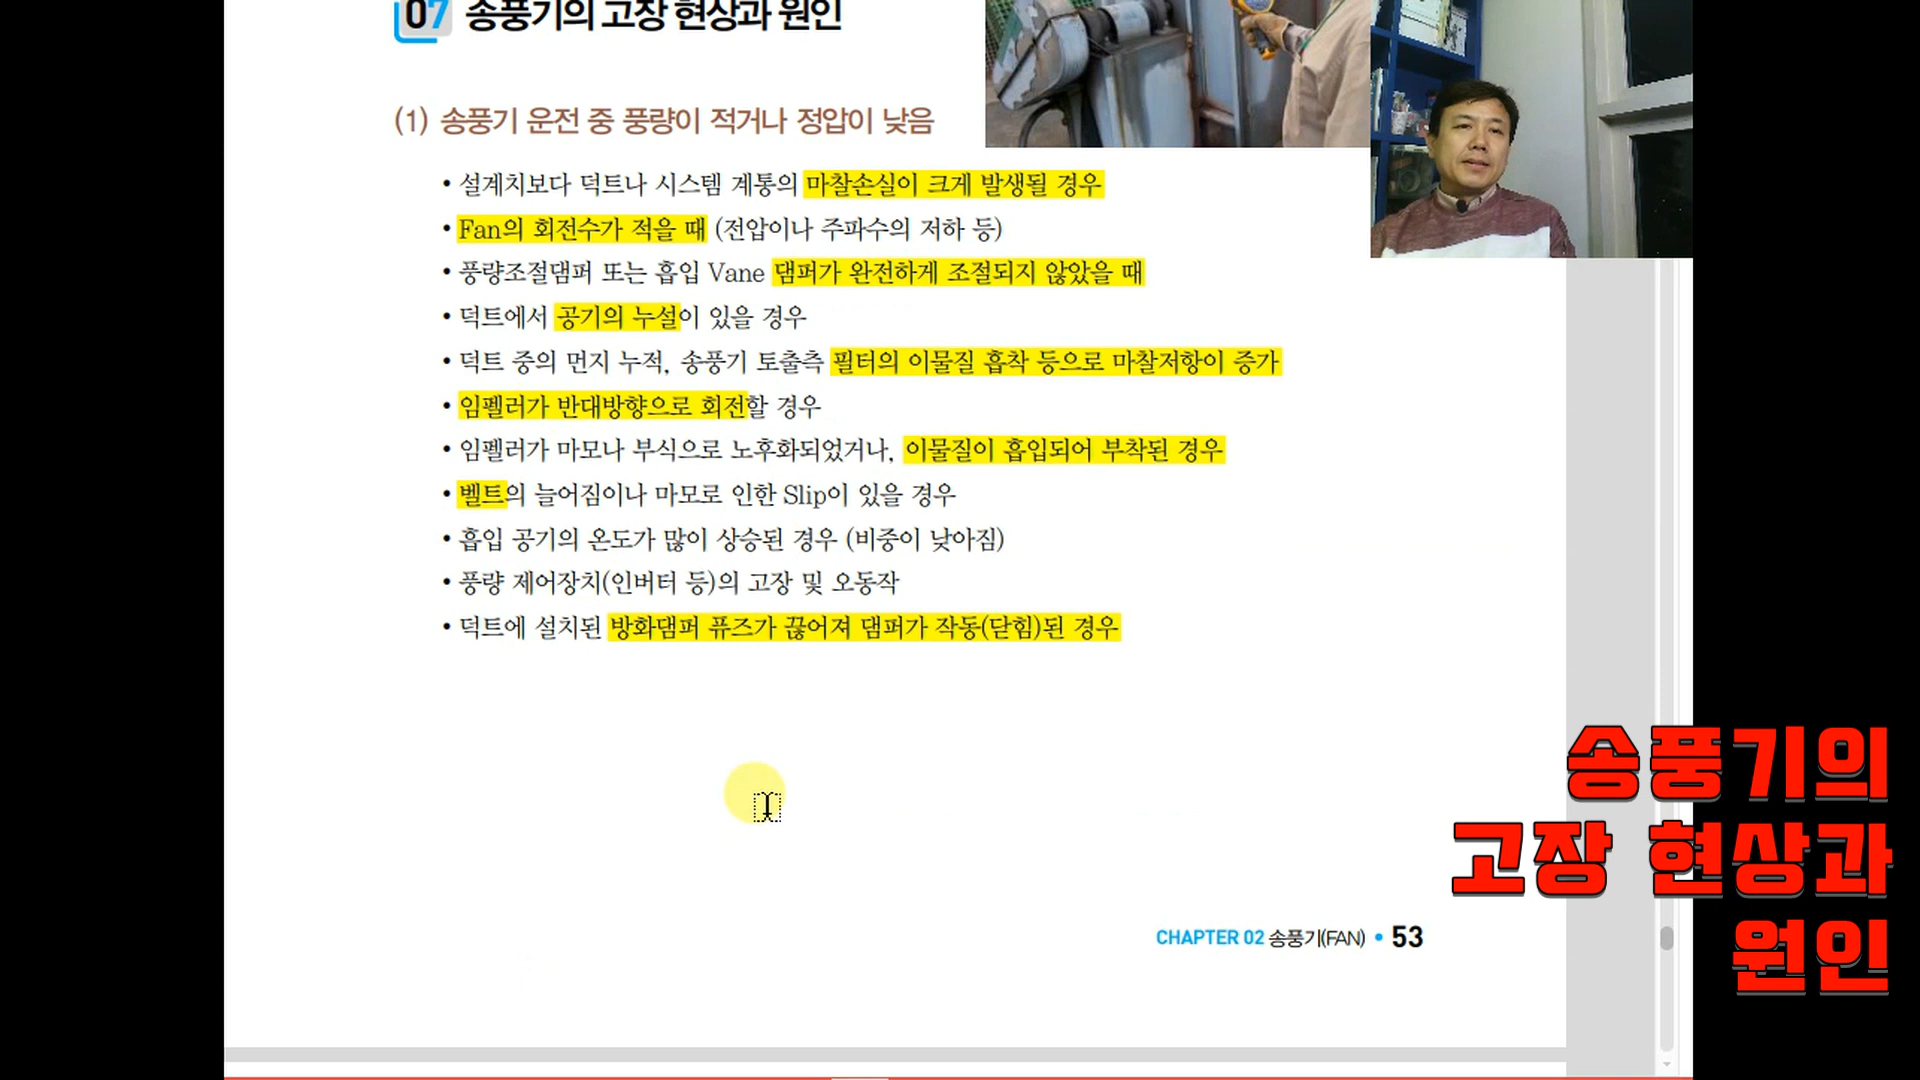 07 송풍기의 고장 현상과 원인
(1) 송풍기 운전 중 풍량이 적거나 정압이 낮음
• 설계치보다 덕트나 시스템 계통의 마찰손실이 크게 발생될 경우
• Fan의 회전수가 적을 때 (전압이나 주파수의 저하 등)
• 풍량조절댐퍼 또는 흡입 Vane 댐퍼가 완전하게 조절되지 않았을 때
• 덕트에서 공기의 누설이 있을 경우
• 덕트 중의 먼지 누적, 송풍기 토출측 필터의 이물질 흡착 등으로 마찰저항이 증가
• 임펠러가 반대방향으로 회전할 경우
• 임펠러가 마모나 부식으로 노후화되었거나, 이물질이 흡입되어 부착된 경우
• 벨트의 늘어짐이나 마모로 인한 Slip이 있을 경우
• 흡입 공기의 온도가 많이 상승된 경우 (비중이 낮아짐)
• 풍량 제어장치(인버터 등)의 고장 및 오동작
• 덕트에 설치된 방화댐퍼 퓨즈가 끊어져 댐퍼가 작동(닫힘)된 경우
송풍기의
고장 현상과
원인
CHAPTER 02 송풍기(FAN) • 53